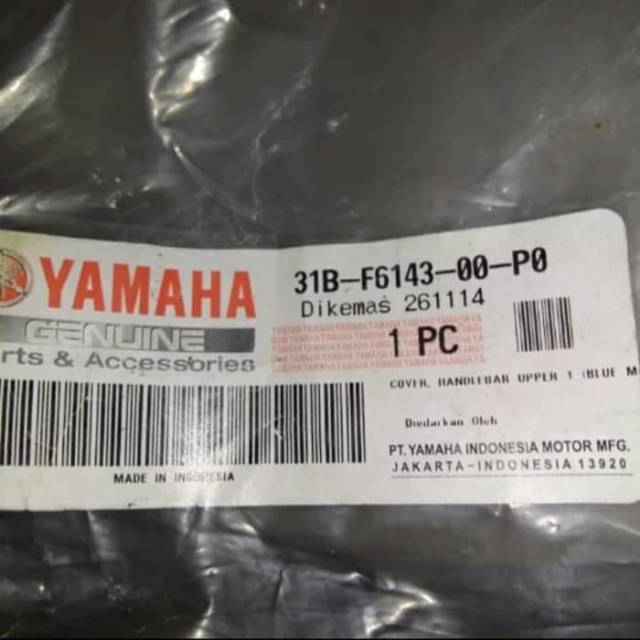 YAMAHA
GENUINE
arts & Accessories
MADE IN INDONESIA
31B-F6143-00-P0
Dikemas 261114
1 PC
COVER, HANDLEBAR UPPER 1 (BLUE M
Diedarkan Oleh
PT. YAMAHA INDONESIA MOTOR MFG.
JAKARTA-INDONESIA 13920